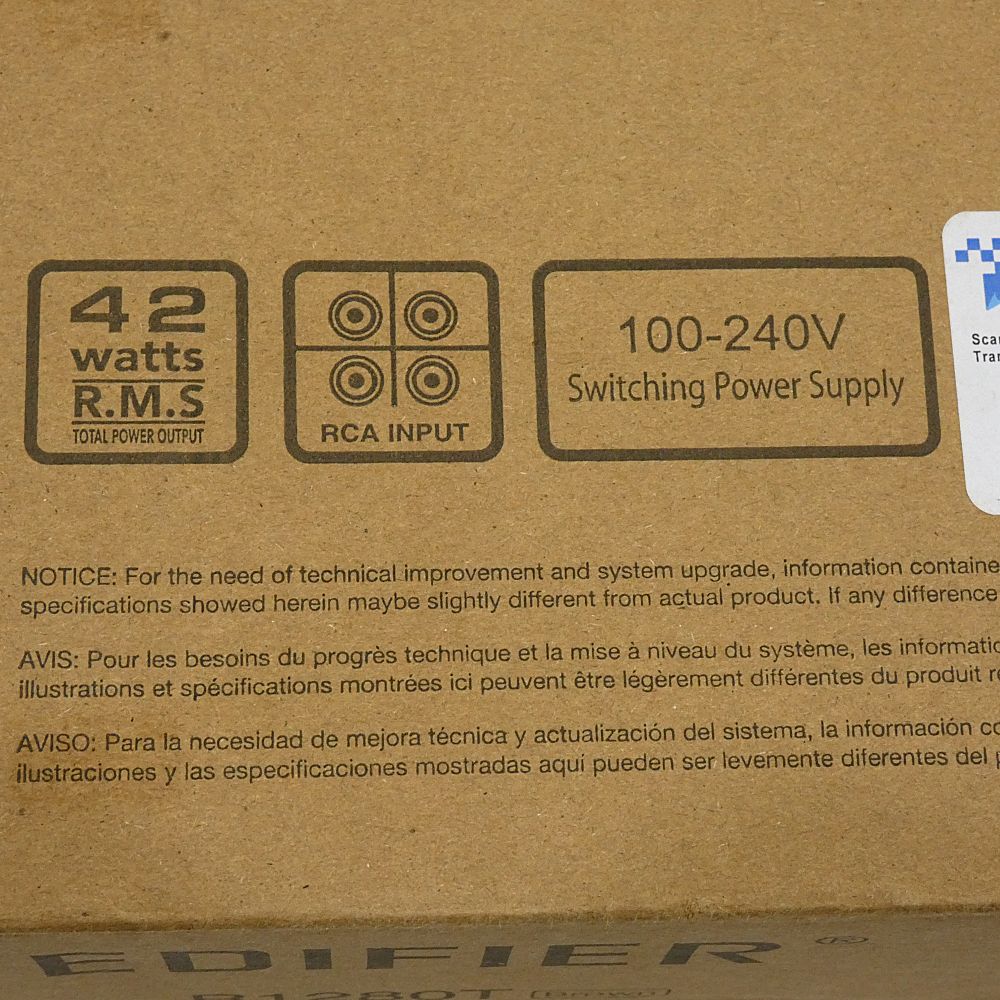 42
watts
R.M.S
TOTAL POWER OUTPUT
RCA INPUT
100-240V
Switching Power Supply
NOTICE: For the need of technical improvement and system upgrade, information
specifications showed herein maybe slightly different from actual product. If any difference
AVIS: Pour les besoins du progrès technique et la mise à niveau du système, les
illustrations et spécifications montrées ici peuvent être légèrement différentes du produit
AVISO: Para la necesidad de mejora técnica y actualización del sistema, la información
ilustraciones y las especificaciones mostradas aquí pueden ser levemente diferentes del
EDIFIER ®
R1280T (Brown)